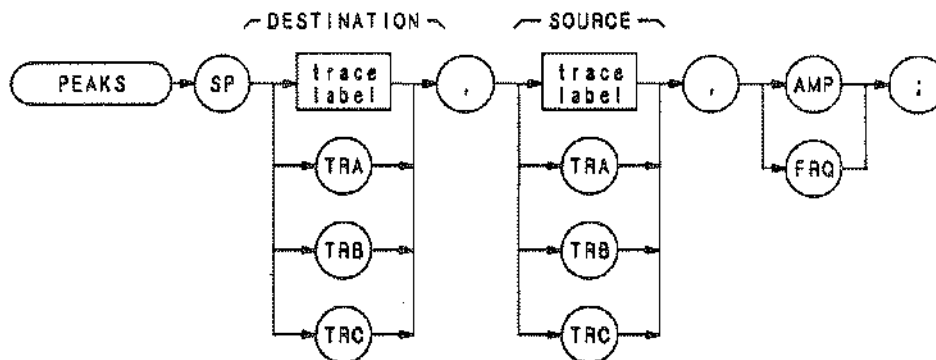 DESTINATION SOURCE
PEAKS SP trace label , trace label , AMP ;
TRA TRA FRQ
TRB TRB
TRC TRC